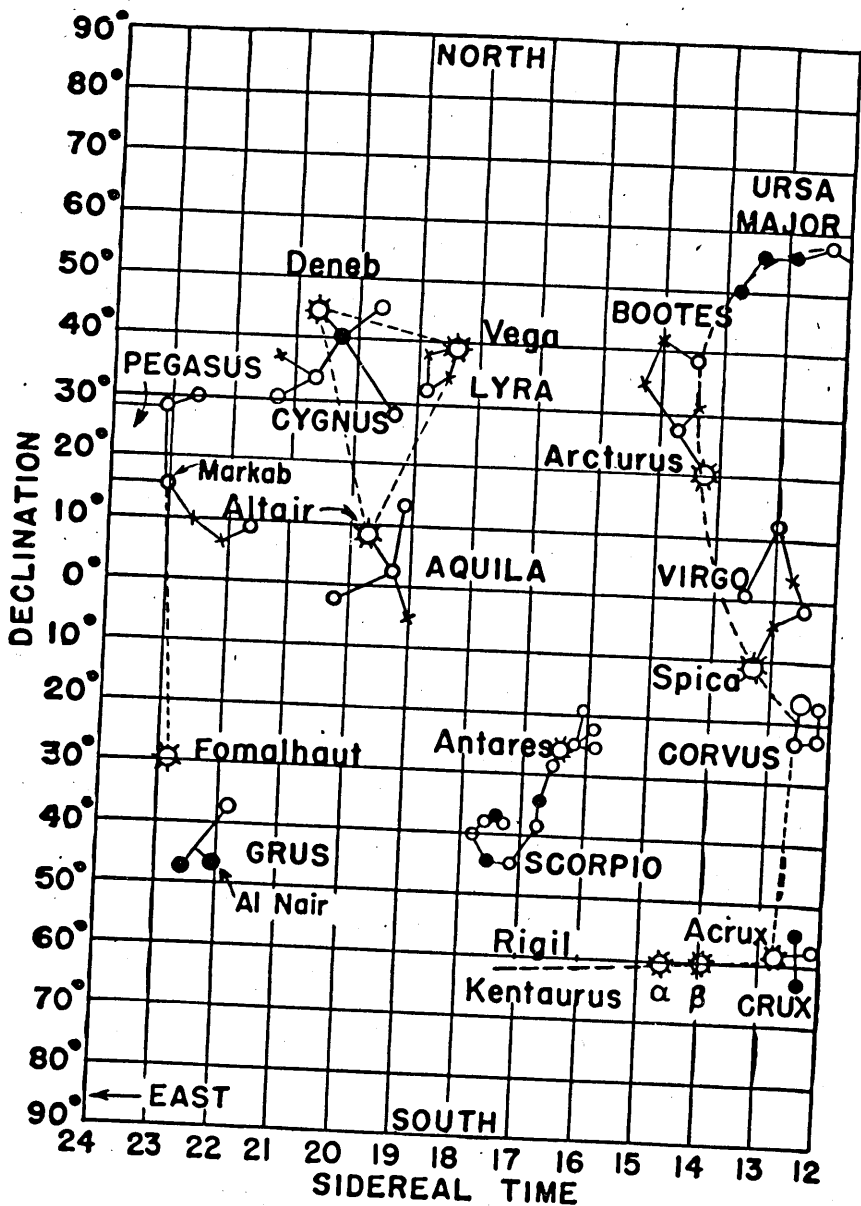 NORTH
90°
80°
70°
60°
50°
40°
30°
20°
10°
0°
10°
20°
30°
40°
50°
60°
70°
80°
90°
DECLINATION
URSA
MAJOR
Deneb
BOOTES
Vega
PEGASUS
LYRA
CYGNUS
Markab
Arcturus
Altair
AQUILA
VIRGO
Spica
Fomalhaut
Antares
CORVUS
GRUS
SCORPIO
Al Nair
Acrux
Rigil
Kentaurus
α
β
CRUX
← EAST
SOUTH
24 23 22 21 20 19 18 17 16 15 14 13 12
SIDEREAL TIME